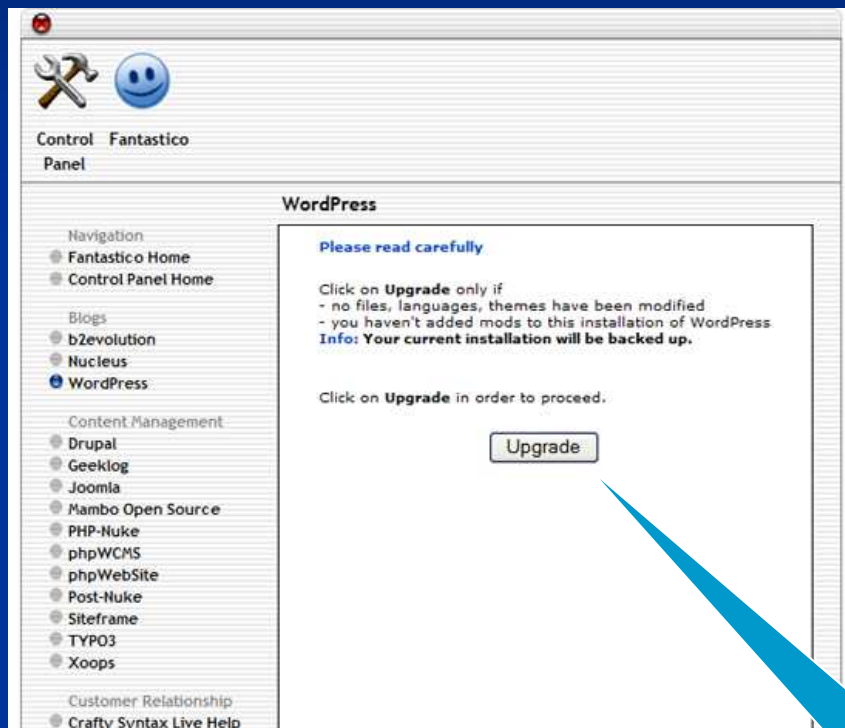 Control Fantastico
Panel
WordPress
Navigation
Fantastico Home
Control Panel Home
Blogs
b2evolution
Nucleus
WordPress
Content Management
Drupal
Geeklog
Joomla
Mambo Open Source
PHP-Nuke
phpWCMS
phpWebSite
Post-Nuke
Siteframe
TYPO3
Xoops
Customer Relationship
Crafty Syntax Live Help
Please read carefully
Click on Upgrade only if
- no files, languages, themes have been modified
- you haven't added mods to this installation of WordPress
Info: Your current installation will be backed up.
Click on Upgrade in order to proceed.
Upgrade